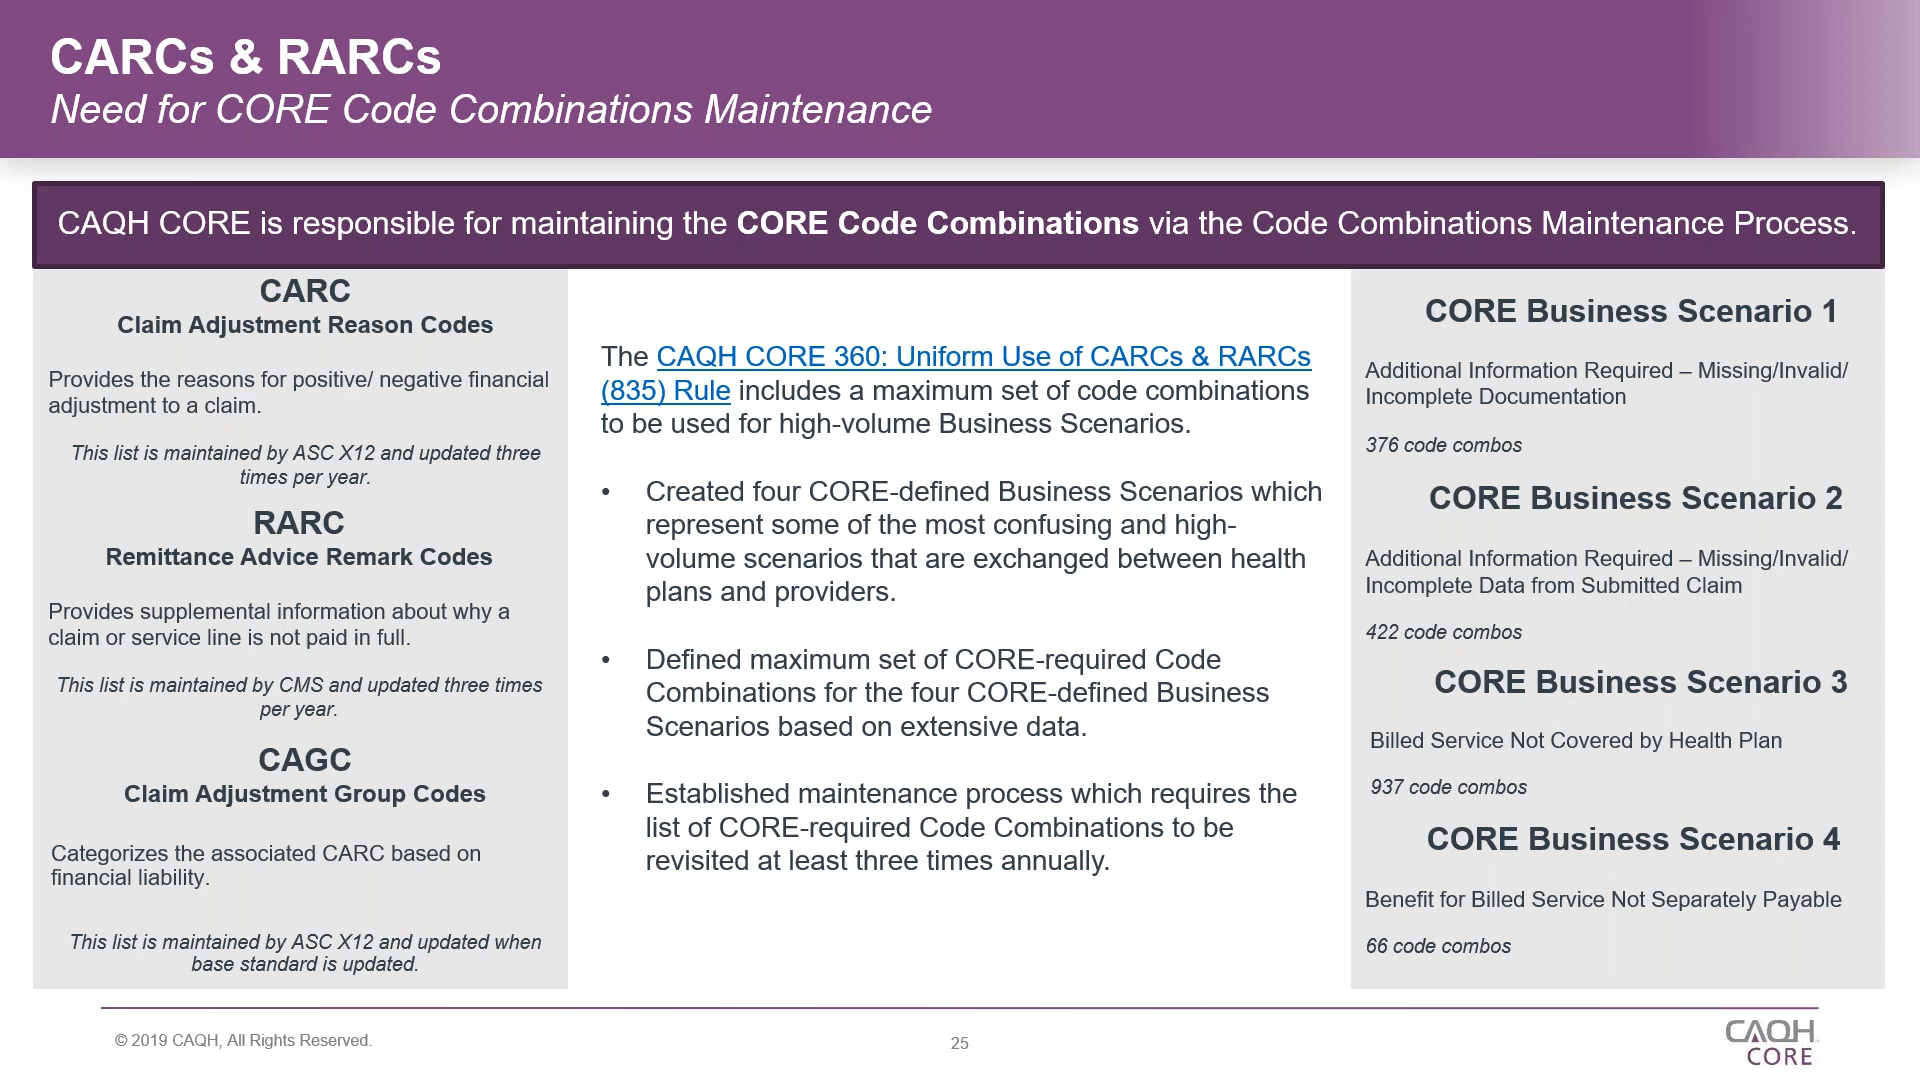 CARCs & RARCs
Need for CORE Code Combinations Maintenance
CAQH CORE is responsible for maintaining the CORE Code Combinations via the Code Combinations Maintenance Process.
CARC
Claim Adjustment Reason Codes
Provides the reasons for positive/ negative financial
adjustment to a claim.
This list is maintained by ASC X12 and updated three
times per year.
RARC
Remittance Advice Remark Codes
Provides supplemental information about why a
claim or service line is not paid in full.
This list is maintained by CMS and updated three times
per year.
CAGC
Claim Adjustment Group Codes
Categorizes the associated CARC based on
financial liability.
This list is maintained by ASC X12 and updated when
base standard is updated.
The CAQH CORE 360: Uniform Use of CARCs & RARCs
(835) Rule includes a maximum set of code combinations
to be used for high-volume Business Scenarios.
• Created four CORE-defined Business Scenarios which
represent some of the most confusing and high-
volume scenarios that are exchanged between health
plans and providers.
• Defined maximum set of CORE-required Code
Combinations for the four CORE-defined Business
Scenarios based on extensive data.
• Established maintenance process which requires the
list of CORE-required Code Combinations to be
revisited at least three times annually.
CORE Business Scenario 1
Additional Information Required – Missing/Invalid/
Incomplete Documentation
376 code combos
CORE Business Scenario 2
Additional Information Required – Missing/Invalid/
Incomplete Data from Submitted Claim
422 code combos
CORE Business Scenario 3
Billed Service Not Covered by Health Plan
937 code combos
CORE Business Scenario 4
Benefit for Billed Service Not Separately Payable
66 code combos
© 2019 CAQH, All Rights Reserved.
25
CAQH
CORE